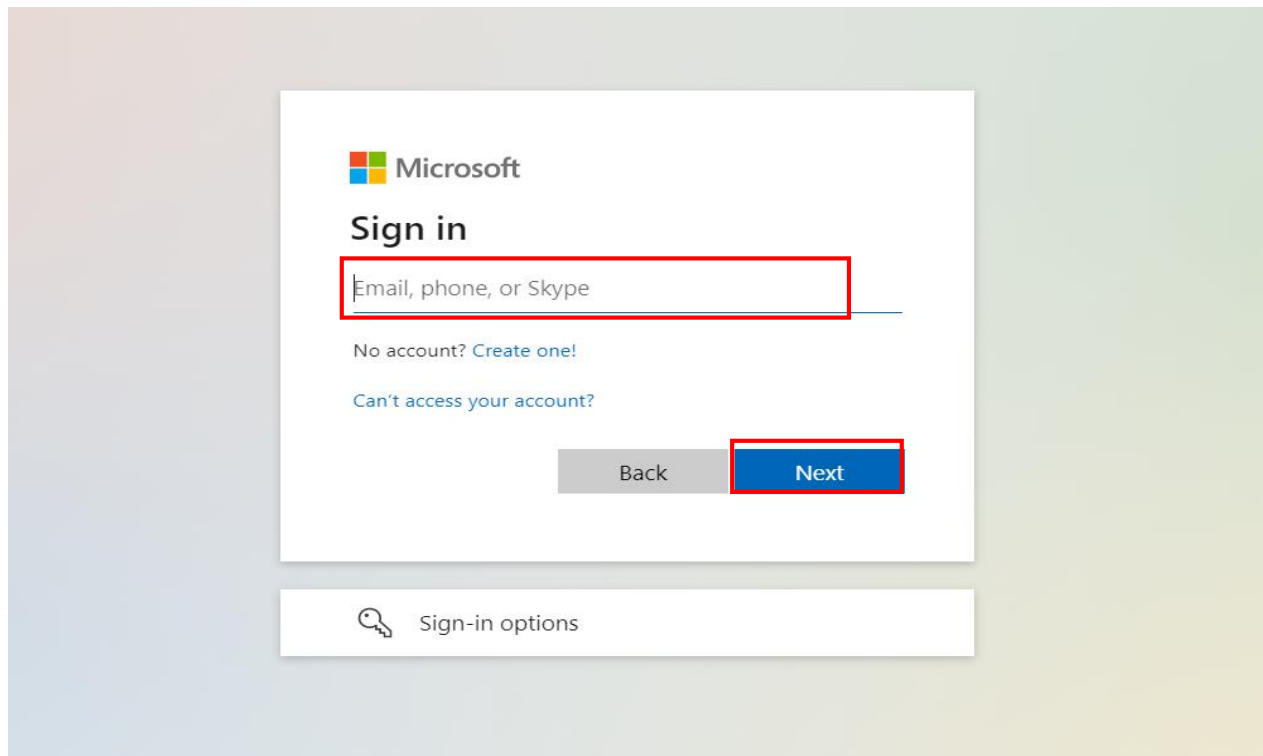 Microsoft
Sign in
Email, phone, or Skype
No account? Create one!
Can't access your account?
Back
Next
Sign-in options